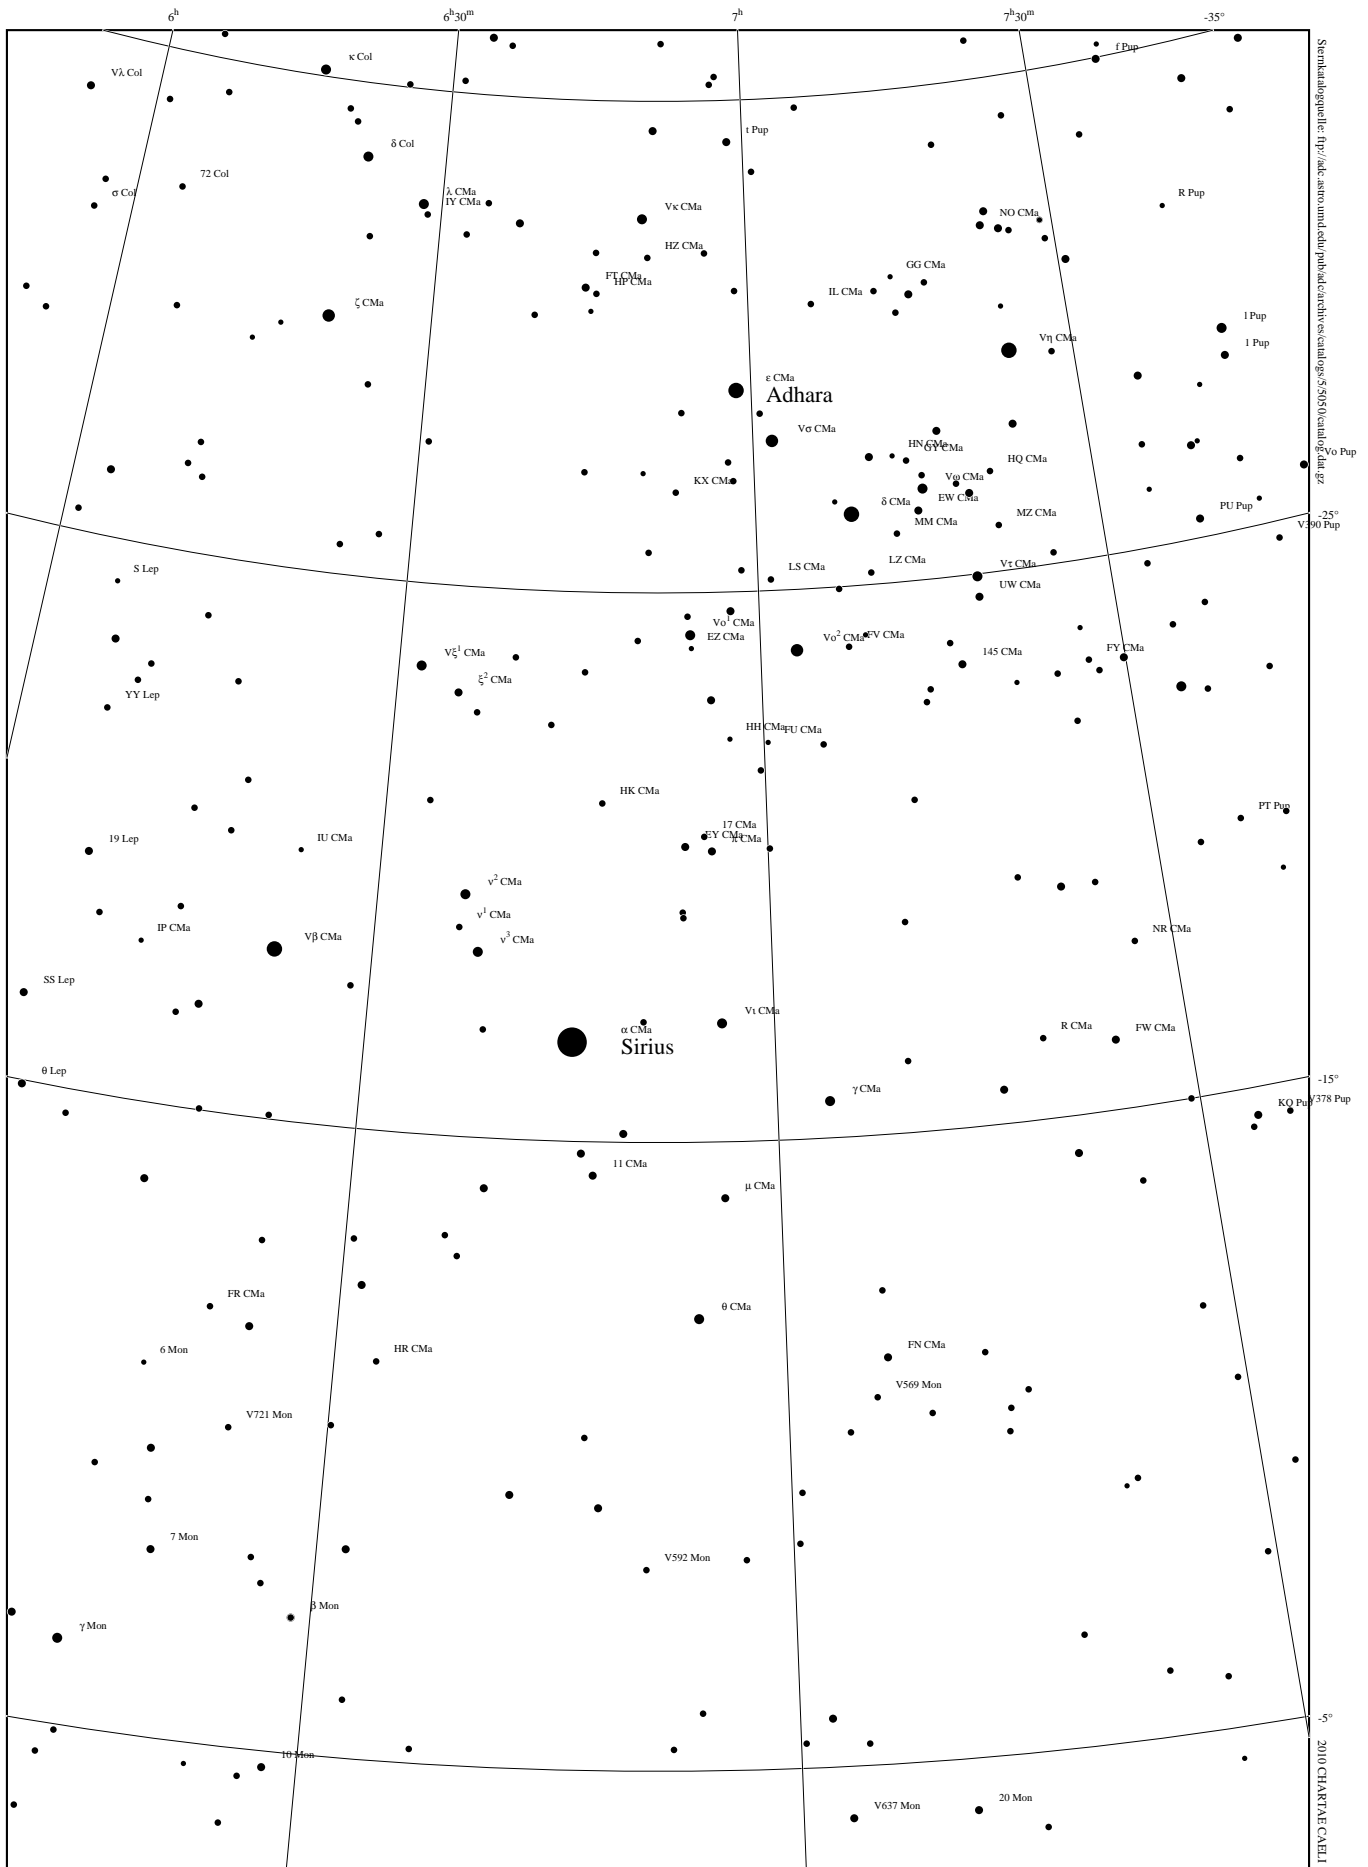 6h
6h30m
7h
7h30m
-35°
κ Col
f Pup
Vλ Col
t Pup
δ Col
72 Col
σ Col
λ CMa
IY CMa
R Pup
Vκ CMa
NO CMa
HZ CMa
GG CMa
FT CMa
HP CMa
IL CMa
ζ CMa
l Pup
Vη CMa
1 Pup
ε CMa
Adhara
Vσ CMa
HN CMa
GY CMa
Vo Pup
HQ CMa
KX CMa
Vω CMa
EW CMa
δ CMa
PU Pup
-25°
MM CMa
MZ CMa
V390 Pup
LZ CMa
Vτ CMa
LS CMa
S Lep
UW CMa
Vo1 CMa
EZ CMa
Vo2 CMa
FV CMa
FY CMa
Vξ1 CMa
145 CMa
ξ2 CMa
YY Lep
HH CMa
FU CMa
HK CMa
PT Pup
17 CMa
EY CMa
π CMa
19 Lep
IU CMa
ν2 CMa
ν1 CMa
IP CMa
Vβ CMa
ν3 CMa
NR CMa
SS Lep
α CMa
Sirius
Vι CMa
R CMa
FW CMa
θ Lep
-15°
γ CMa
KQ Pup
V378 Pup
11 CMa
μ CMa
FR CMa
θ CMa
6 Mon
HR CMa
FN CMa
V569 Mon
V721 Mon
7 Mon
V592 Mon
β Mon
γ Mon
-5°
10 Mon
V637 Mon
20 Mon
Sternkatalogquelle: ftp://adc.astro.umd.edu/pub/adc/archives/catalogs/5/5050/catalog.dat.gz
2010 CHARTAE CAELI